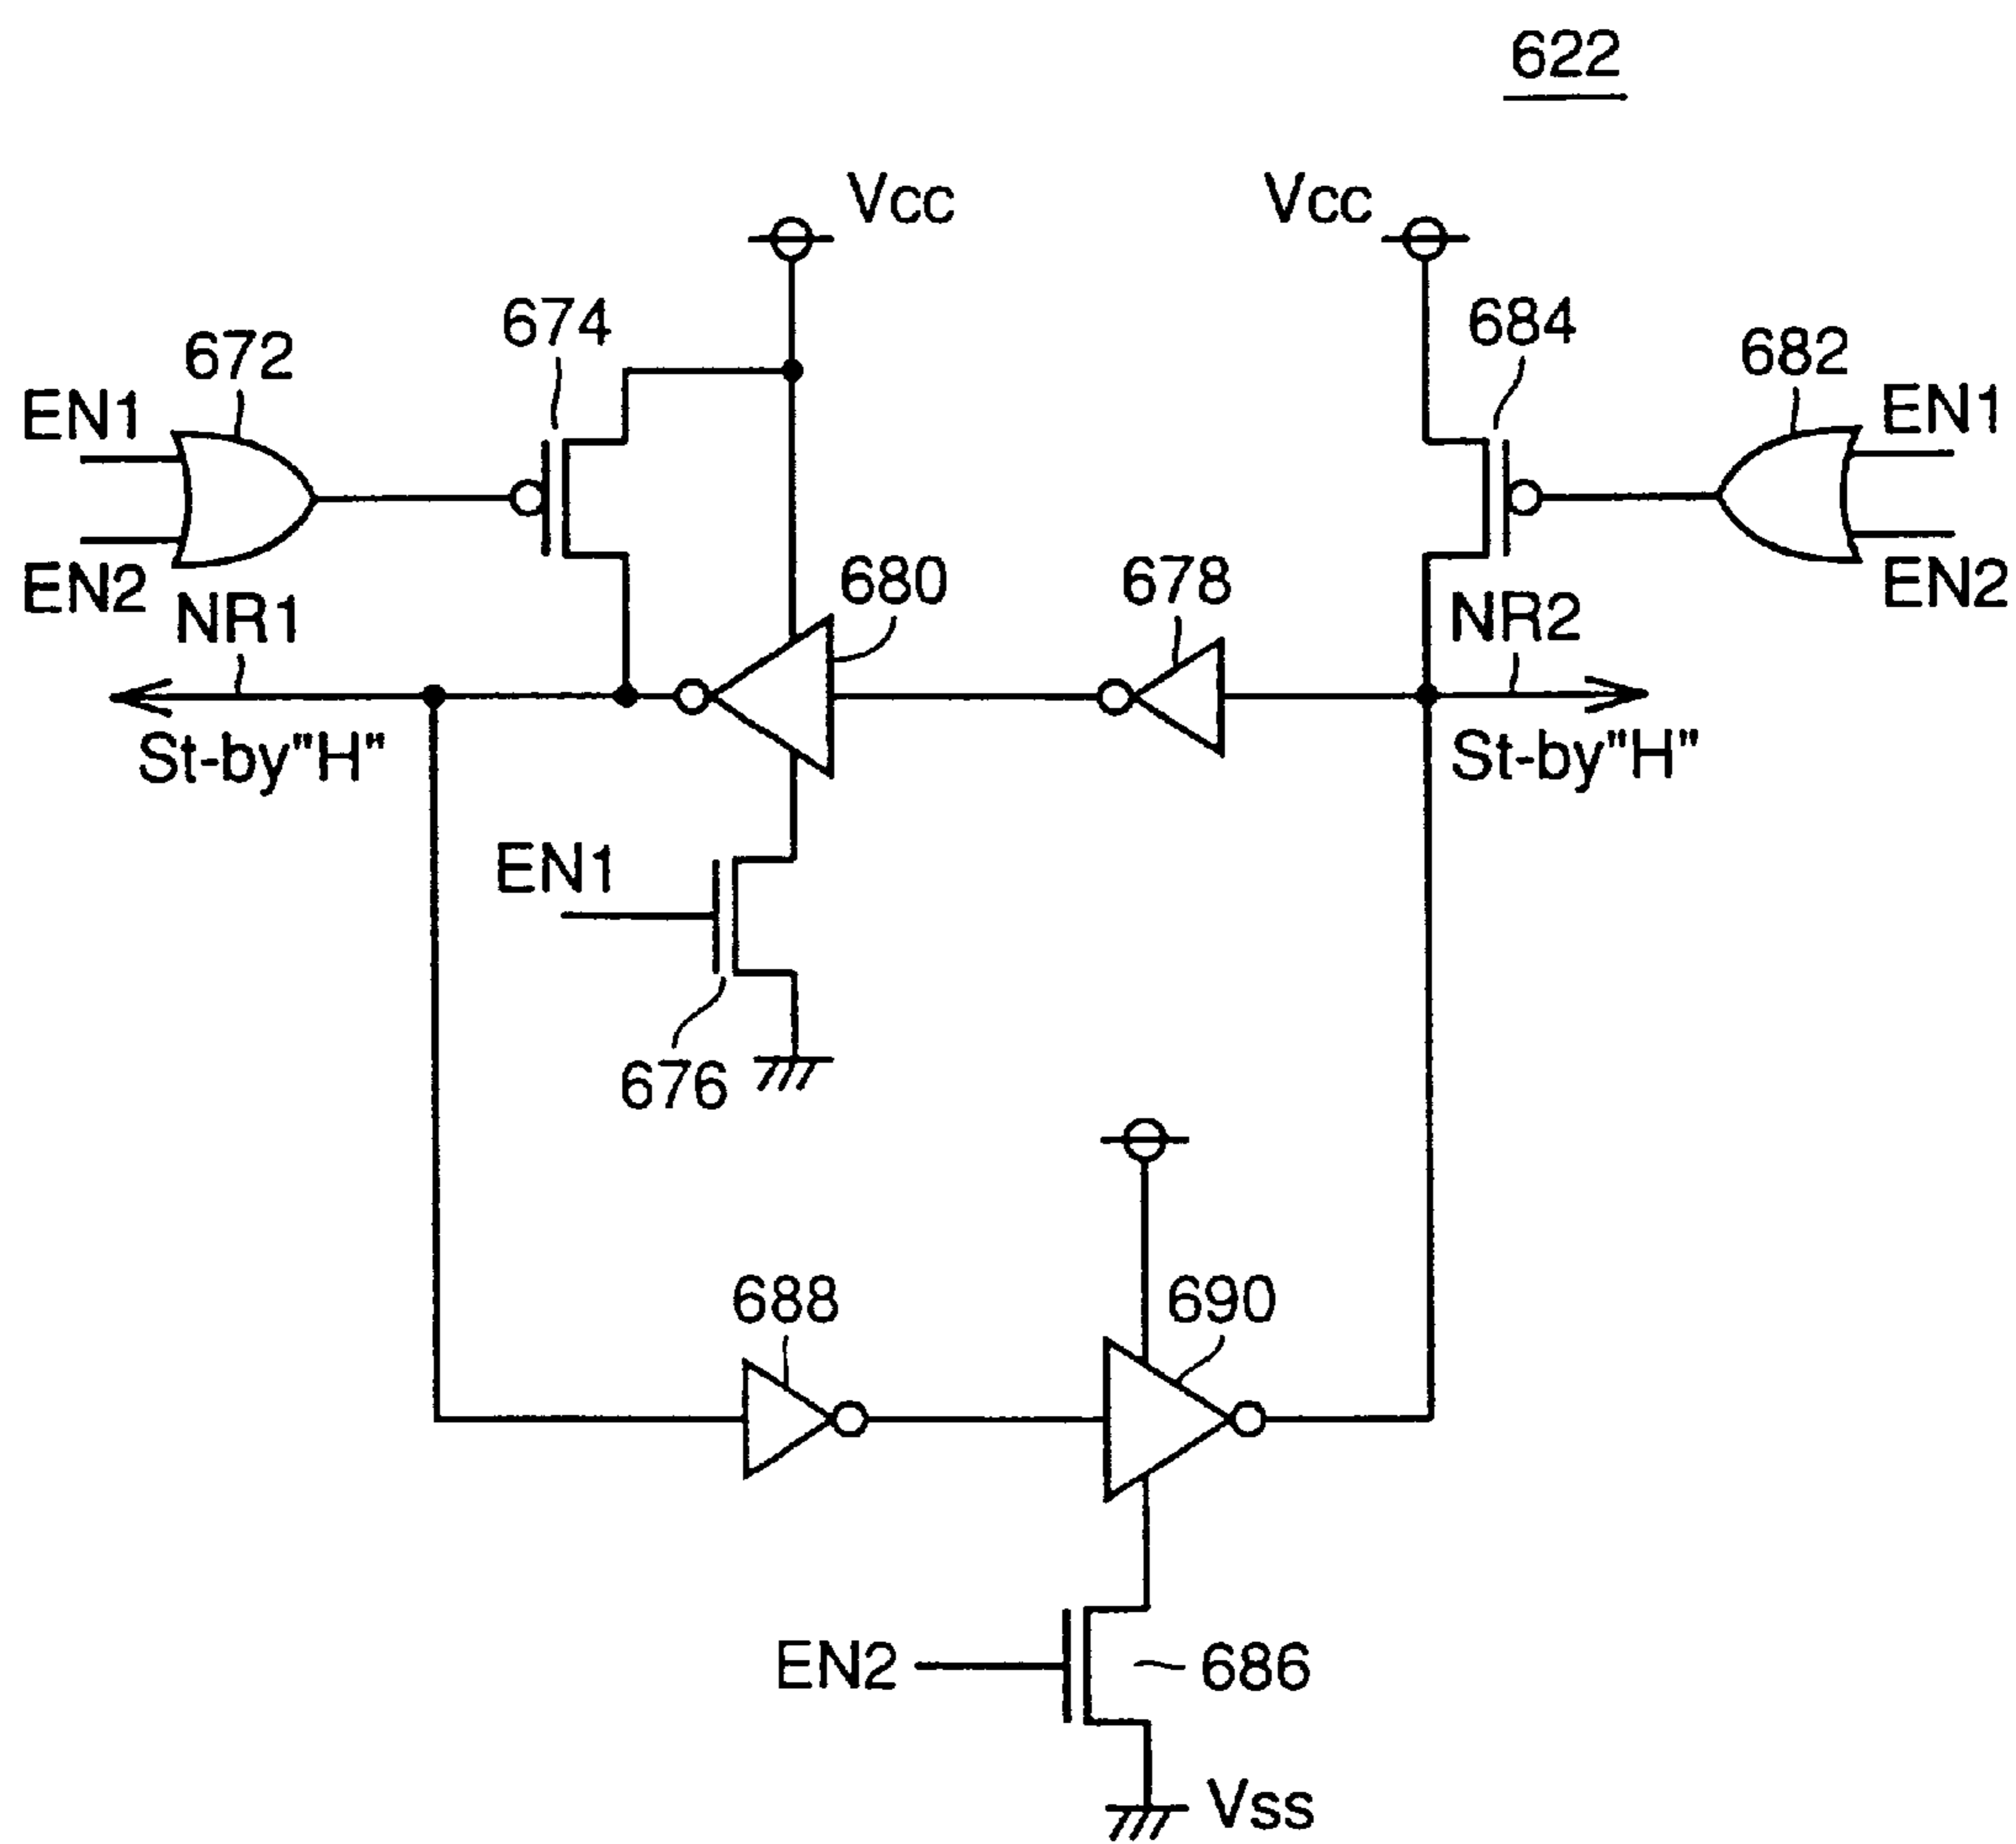 622
Vcc
Vcc
674
684
672
682
EN1
EN1
680
678
EN2
EN2
NR1
NR2
St-by"H"
St-by"H"
EN1
676
688
690
EN2
686
Vss